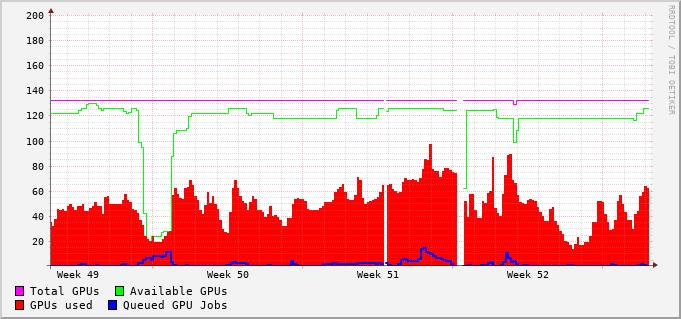 200
180
160
140
120
100
80
60
40
20
Week 49 Week 50 Week 51 Week 52
Total GPUs Available GPUs
GPUs used Queued GPU Jobs
RRDTOOL / TOBI OETIKER